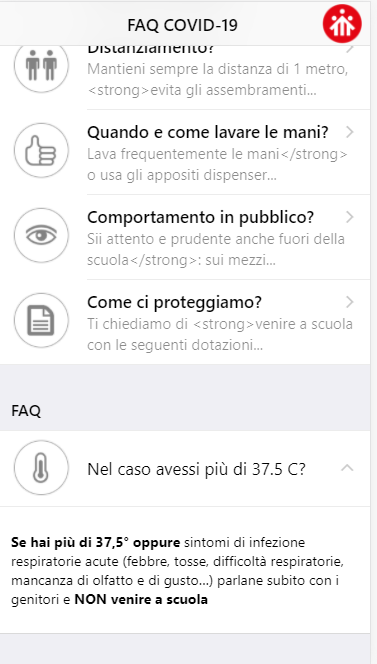 FAQ COVID-19
Distanziamento?
Mantieni sempre la distanza di 1 metro,
<strong>evita gli assembramenti...
Quando e come lavare le mani?
Lava frequentemente le mani</strong>
o usa gli appositi dispenser...
Comportamento in pubblico?
Sii attento e prudente anche fuori della
scuola</strong>: sui mezzi...
Come ci proteggiamo?
Ti chiediamo di <strong>venire a scuola
con le seguenti dotazioni...
FAQ
Nel caso avessi più di 37.5 C?
Se hai più di 37,5° oppure sintomi di infezione
respiratorie acute (febbre, tosse, difficoltà respiratorie,
mancanza di olfatto e di gusto...) parlane subito con i
genitori e NON venire a scuola